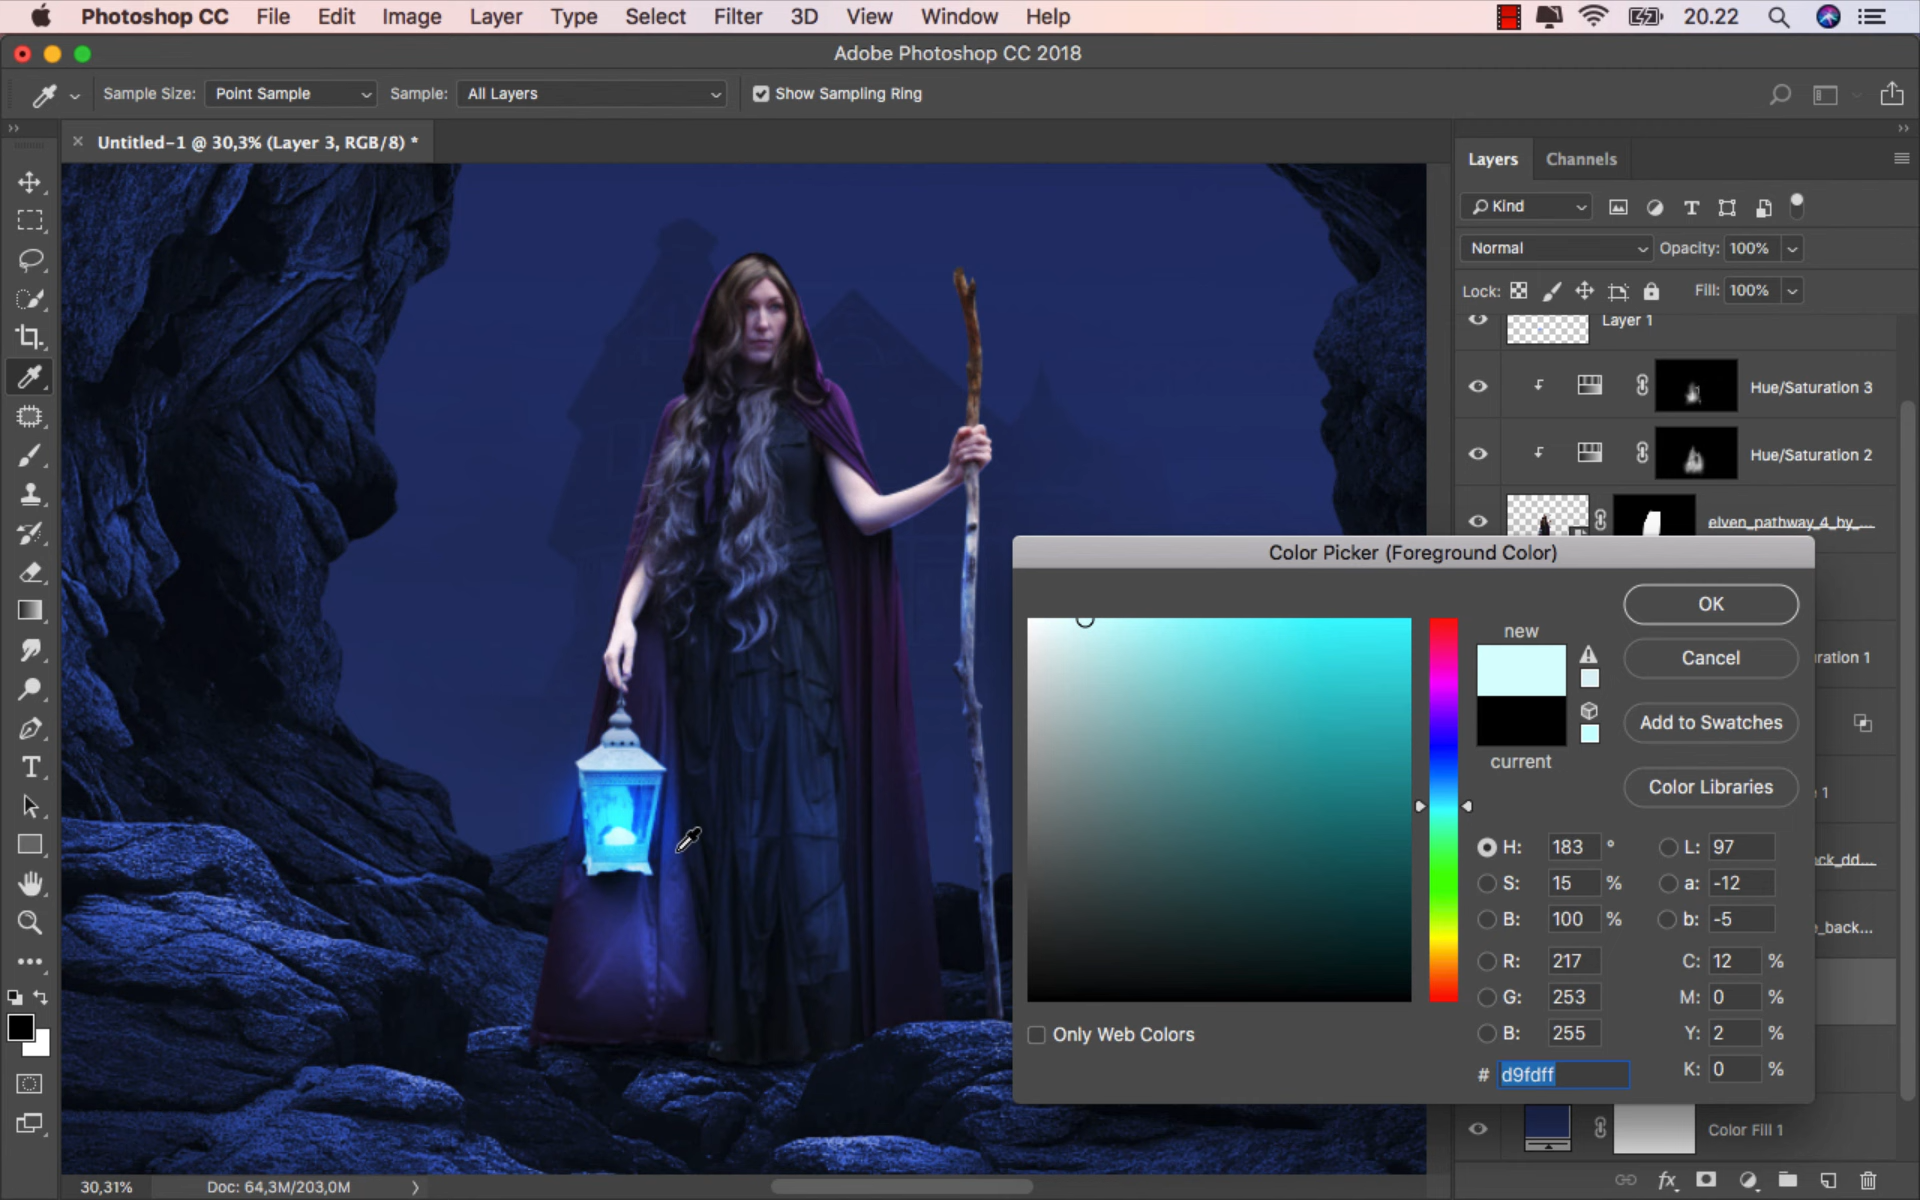 Photoshop CC File Edit Image Layer Type Select Filter 3D View Window Help 20.22
Adobe Photoshop CC 2018
Sample Size: Point Sample Sample: All Layers Show Sampling Ring
× Untitled-1 @ 30,3% (Layer 3, RGB/8) *
Layers Channels
Kind
Normal Opacity: 100%
Lock: Fill: 100%
Layer 1
Hue/Saturation 3
Hue/Saturation 2
elven_pathway_4_by_...
Color Picker (Foreground Color)
OK
new
Cancel
uration 1
Add to Swatches
current
Color Libraries
1
H: 183 ° L: 97
ck_dd...
S: 15 % a: -12
B: 100 % b: -5
_back...
R: 217 C: 12 %
G: 253 M: 0 %
Only Web Colors
B: 255 Y: 2 %
# d9fdff K: 0 %
Color Fill 1
30,31% Doc: 64,3M/203,0M